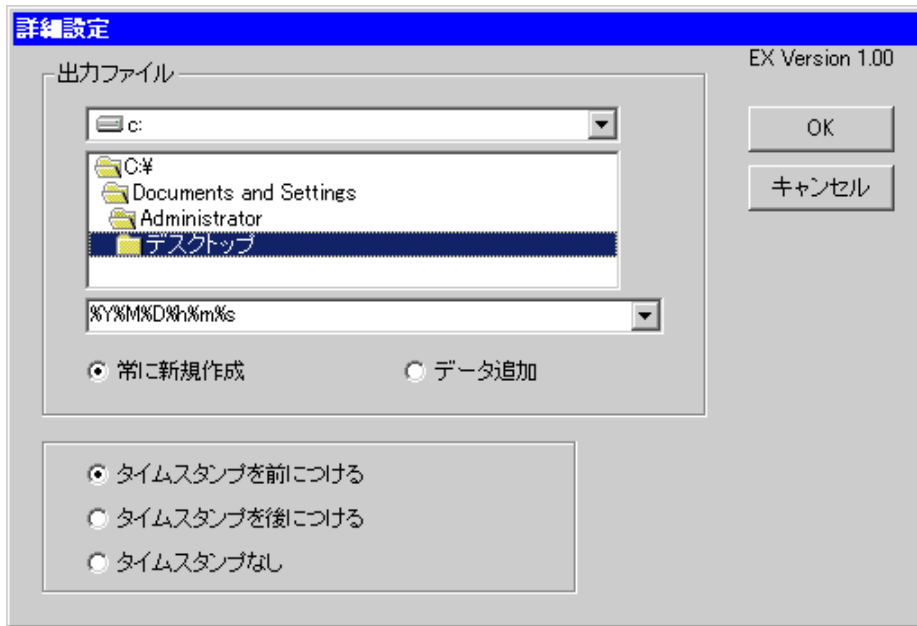 詳細設定
EX Version 1.00
出力ファイル
c:
OK
C:¥
Documents and Settings
キャンセル
Administrator
デスクトップ
%Y%M%D%h%m%s
常に新規作成
データ追加
タイムスタンプを前につける
タイムスタンプを後につける
タイムスタンプなし